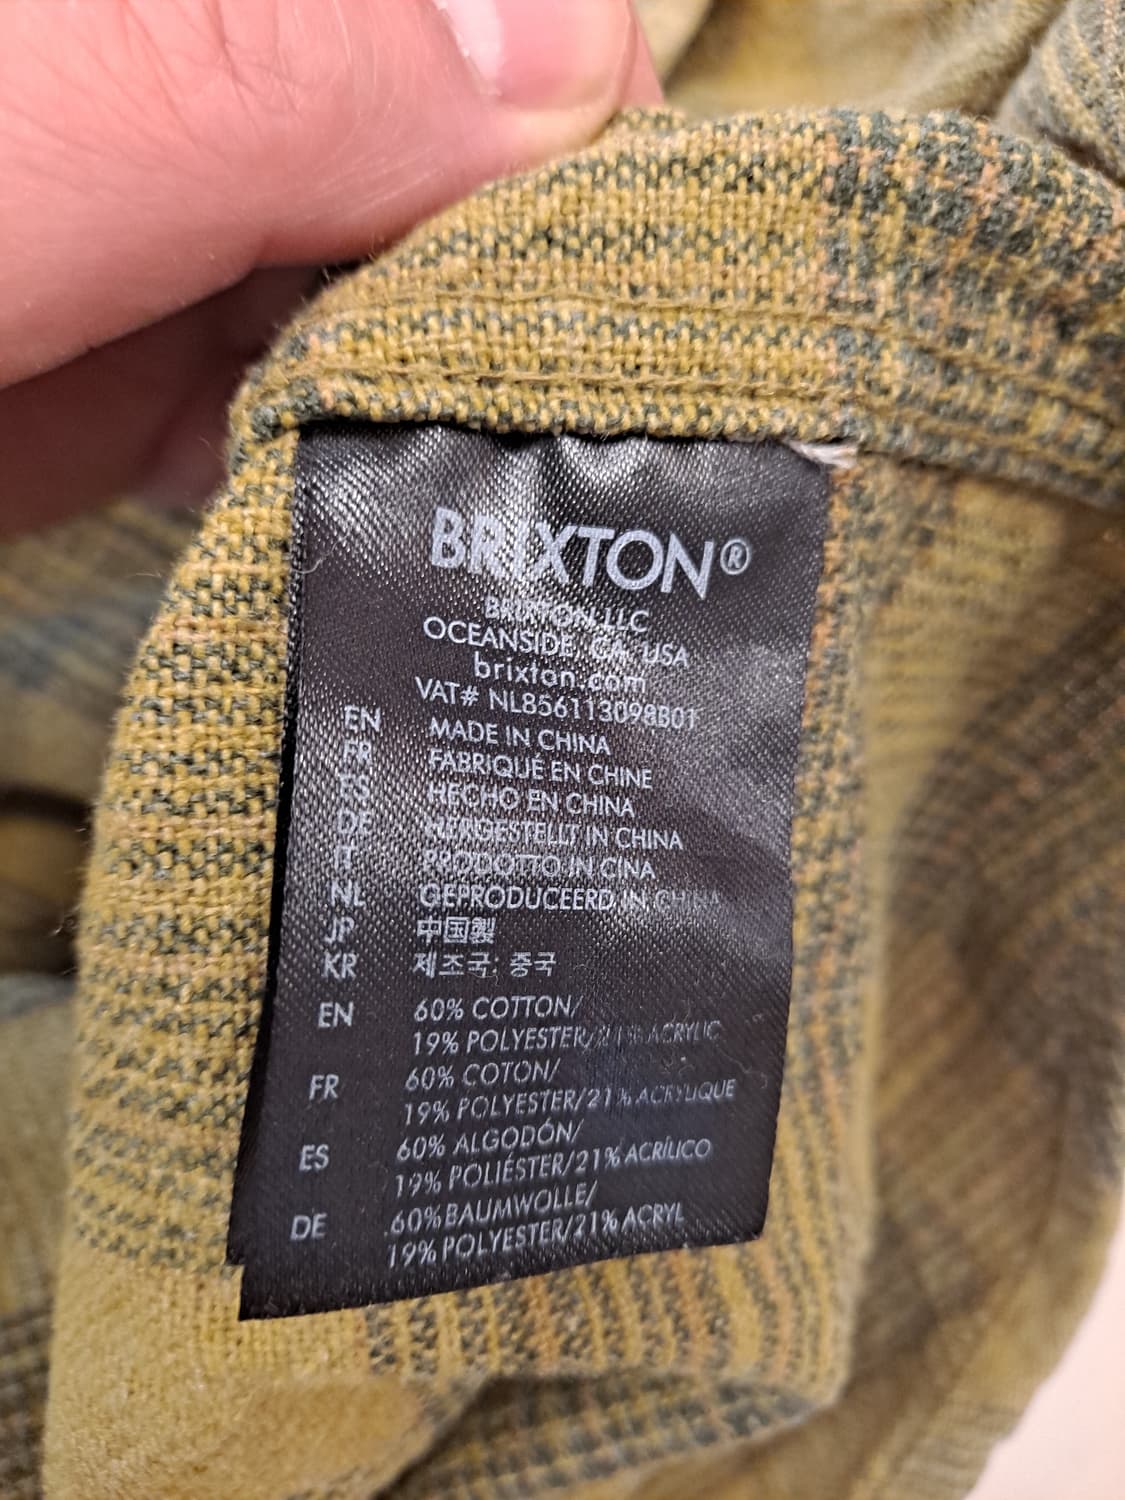 BRIXTON®
BRIXTON LLC
OCEANSIDE, CA, USA
brixton.com
VAT# NL856113098B01
EN MADE IN CHINA
FR FABRIQUÉ EN CHINE
ES HECHO EN CHINA
DE HERGESTELLT IN CHINA
IT PRODOTTO IN CINA
NL GEPRODUCEERD IN CHINA
JP 中国製
KR 제조국: 중국
EN 60% COTTON/
19% POLYESTER/21% ACRYLIC
FR 60% COTON/
19% POLYESTER/21% ACRYLIQUE
ES 60% ALGODÓN/
19% POLIÉSTER/21% ACRÍLICO
DE 60% BAUMWOLLE/
19% POLYESTER/21% ACRYL